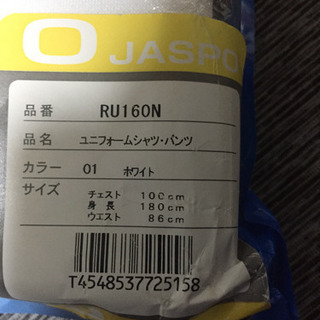 O JASPO
品番 RU160N
品名 ユニフォームシャツ・パンツ
カラー 01 ホワイト
サイズ
チェスト 100cm
身長 180cm
ウエスト 86cm
T4548537725158